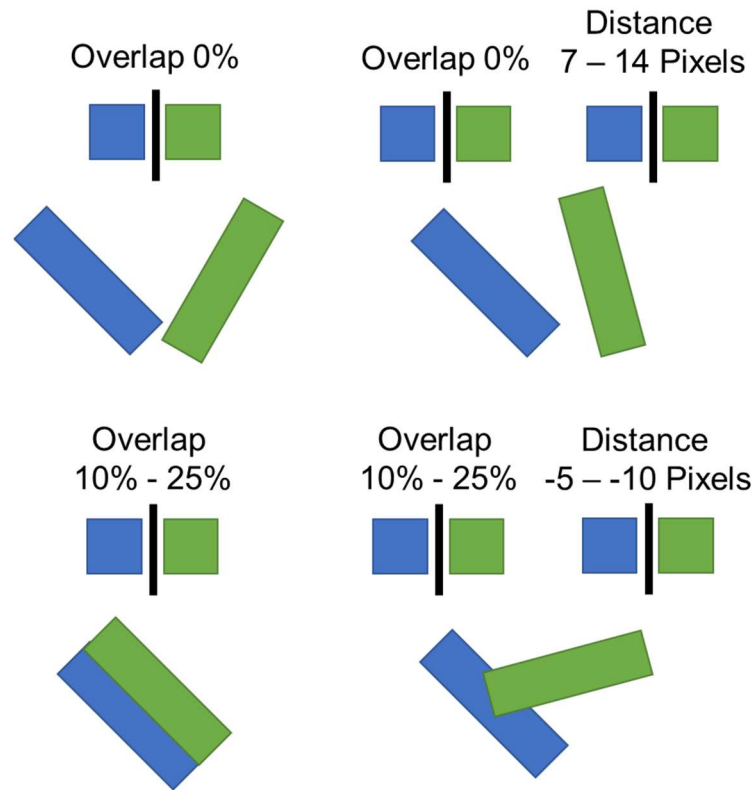 Overlap 0%
Overlap 0%
Distance
7 – 14 Pixels
Overlap
10% - 25%
Overlap
10% - 25%
Distance
-5 – -10 Pixels